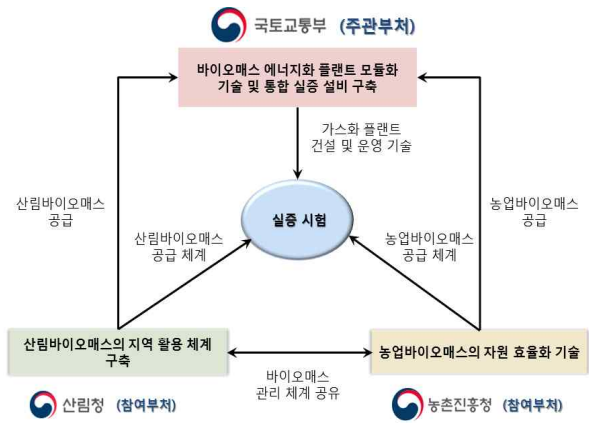 국토교통부 (주관부처)
바이오매스 에너지화 플랜트 모듈화
기술 및 통합 실증 설비 구축
가스화 플랜트
건설 및 운영 기술
산림바이오매스
공급
농업바이오매스
공급
실증 시험
산림바이오매스
공급 체계
농업바이오매스
공급 체계
산림바이오매스의 지역 활용 체계
구축
농업바이오매스의 자원 효율화 기술
바이오매스
관리 체계 공유
산림청 (참여부처)
농촌진흥청 (참여부처)